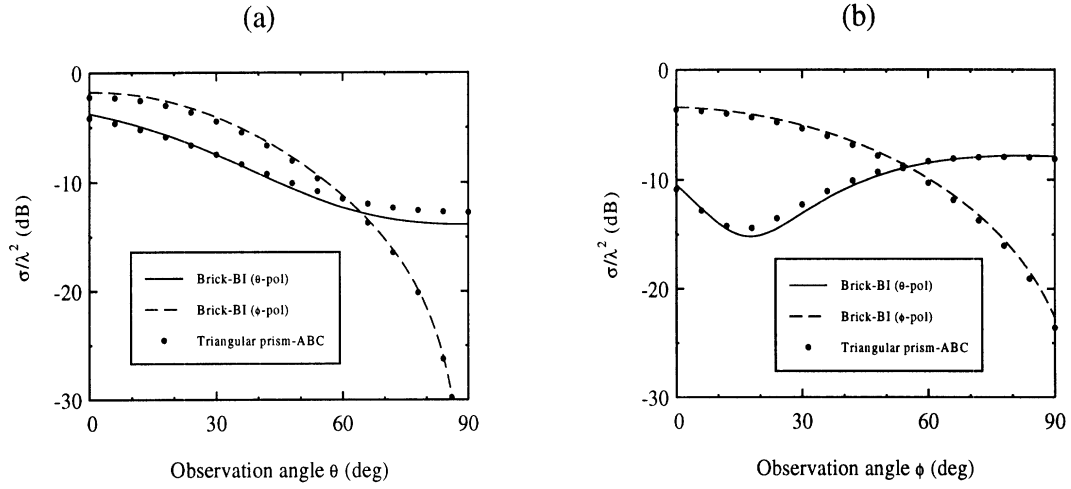 (a)
0
-10
-20
-30
σ/λ² (dB)
Brick-BI (θ-pol)
Brick-BI (ϕ-pol)
Triangular prism-ABC
0 30 60 90
Observation angle θ (deg)
(b)
0
-10
-20
-30
σ/λ² (dB)
Brick-BI (θ-pol)
Brick-BI (ϕ-pol)
Triangular prism-ABC
0 30 60 90
Observation angle ϕ (deg)